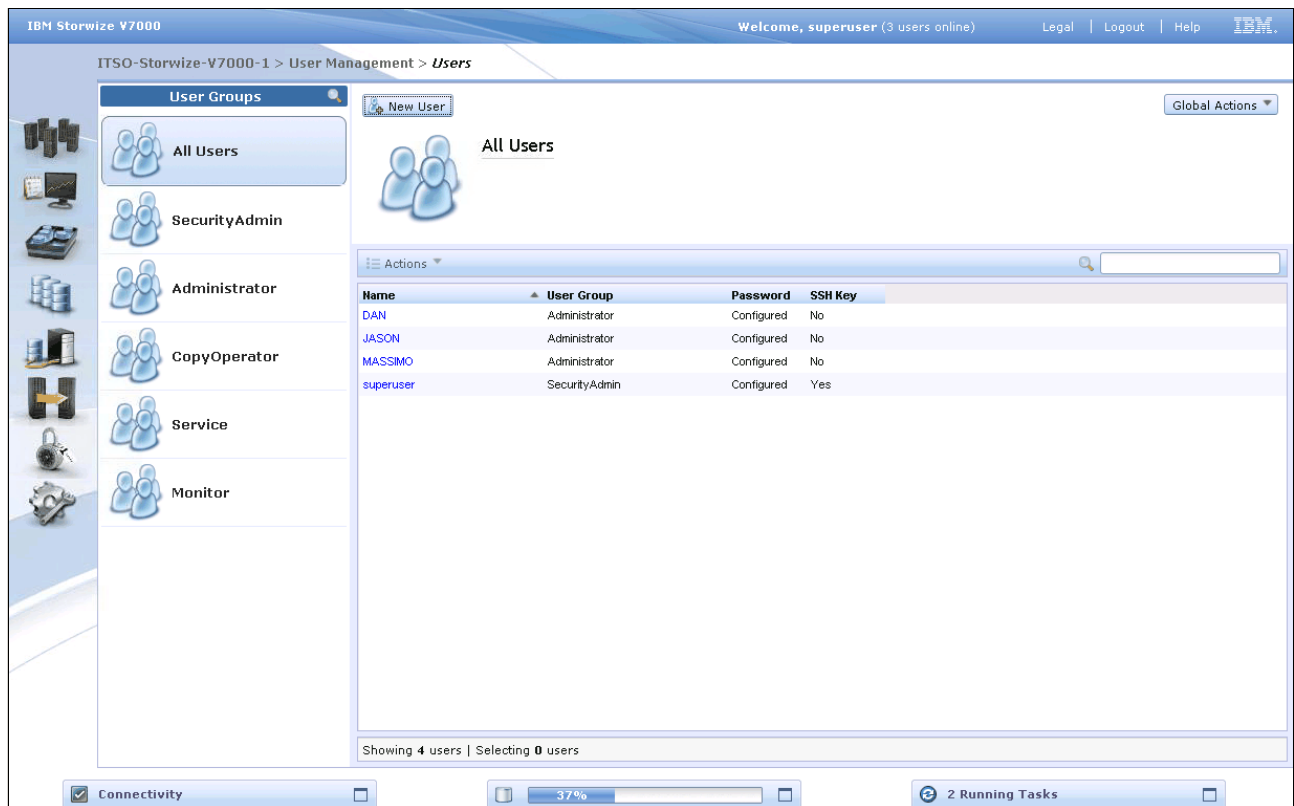 IBM Storwize V7000 Welcome, superuser (3 users online) Legal | Logout | Help IBM.
ITSO-Storwize-V7000-1 > User Management > Users
User Groups
All Users
SecurityAdmin
Administrator
CopyOperator
Service
Monitor
New User Global Actions
All Users
Actions
Name User Group Password SSH Key
DAN Administrator Configured No
JASON Administrator Configured No
MASSIMO Administrator Configured No
superuser SecurityAdmin Configured Yes
Showing 4 users | Selecting 0 users
Connectivity 37% 2 Running Tasks